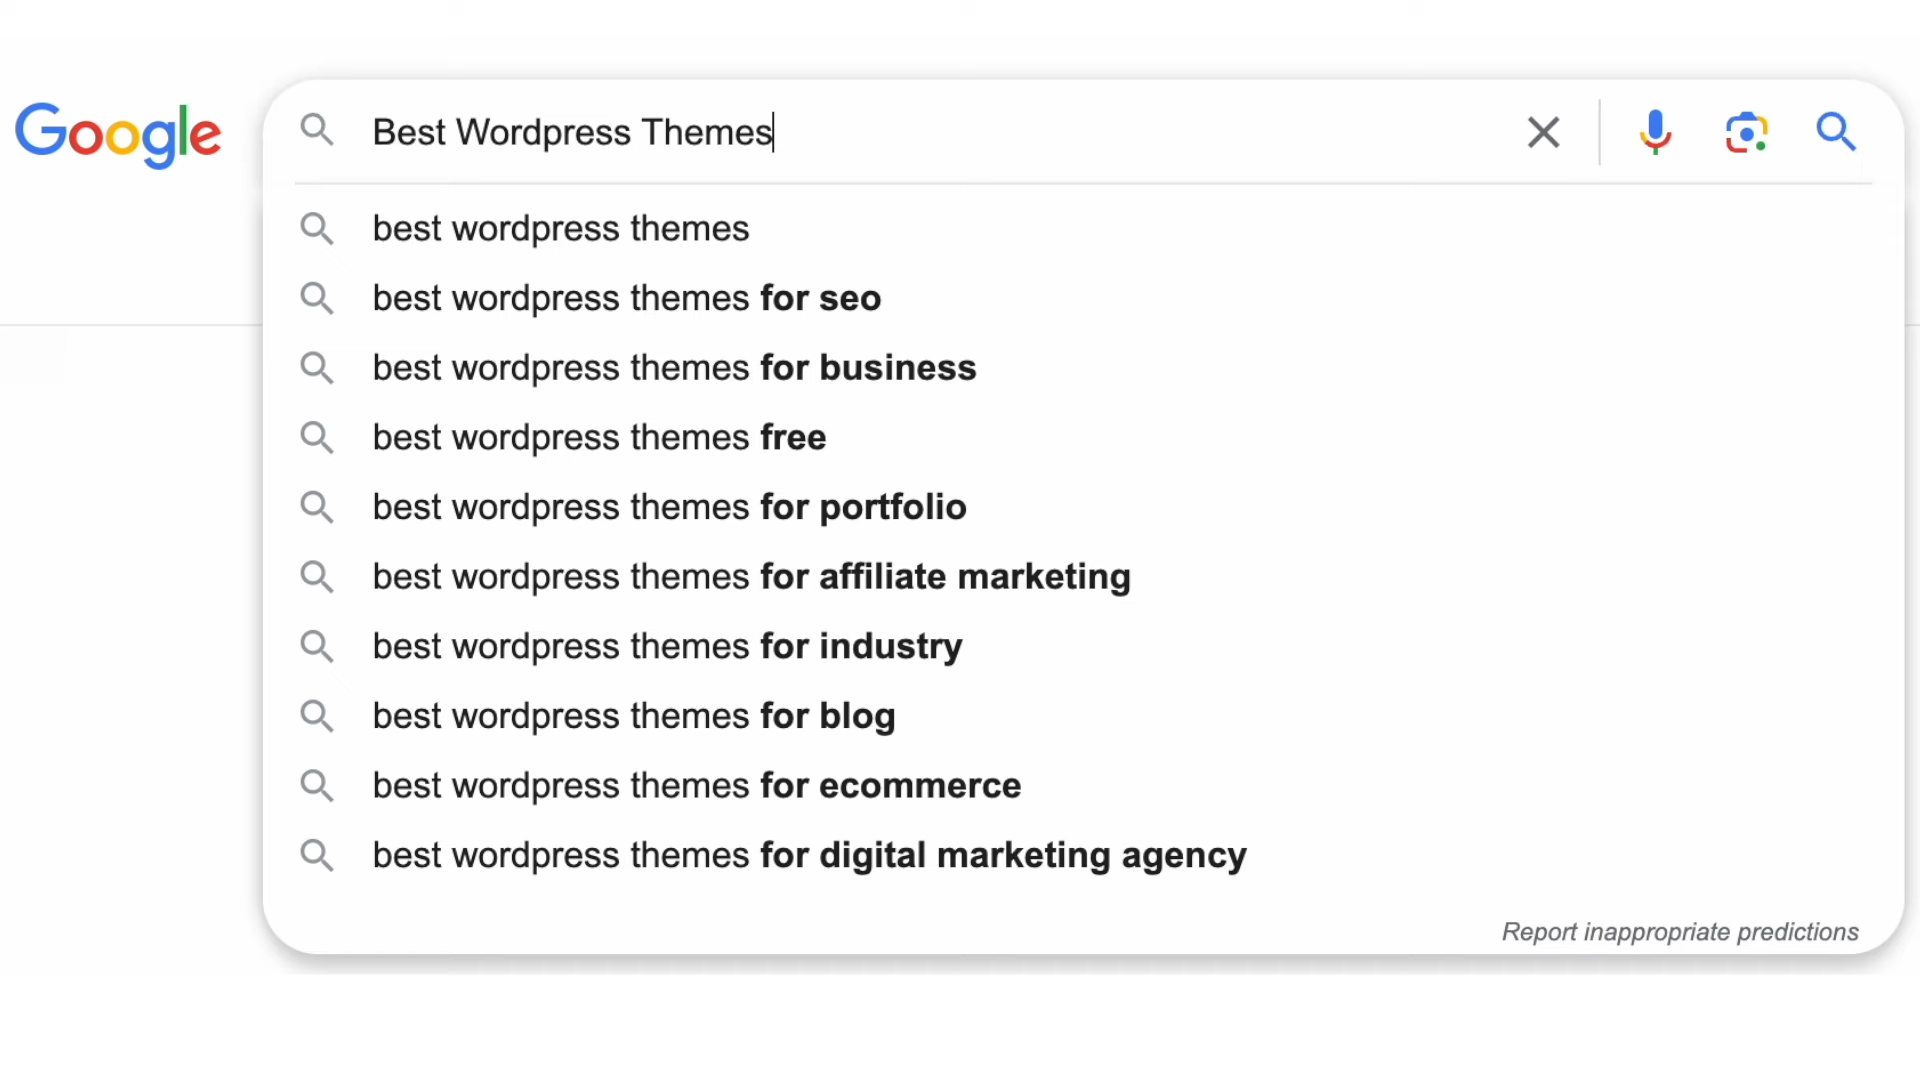 Google
Best Wordpress Themes
best wordpress themes
best wordpress themes for seo
best wordpress themes for business
best wordpress themes free
best wordpress themes for portfolio
best wordpress themes for affiliate marketing
best wordpress themes for industry
best wordpress themes for blog
best wordpress themes for ecommerce
best wordpress themes for digital marketing agency
Report inappropriate predictions